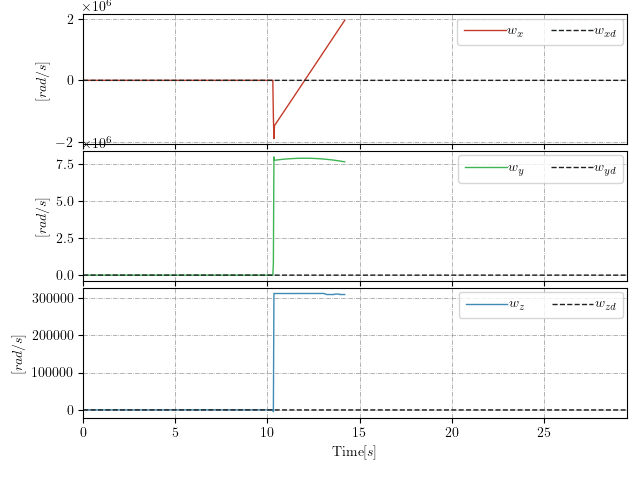 ×10⁶
2
0
−2
[rad/s]
w_x
w_xd
×10⁶
7.5
5.0
2.5
0.0
[rad/s]
w_y
w_yd
300000
200000
100000
0
[rad/s]
w_z
w_zd
0 5 10 15 20 25
Time[s]